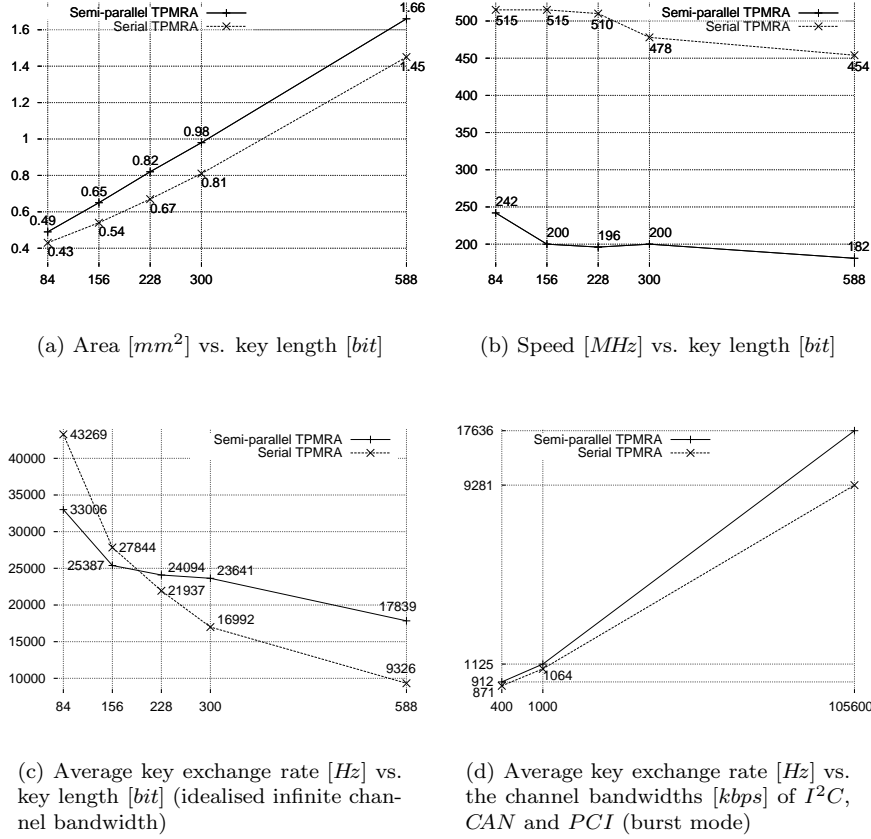 Semi-parallel TPMRA
Serial TPMRA
1.6
1.4
1.2
1
0.8
0.6
0.4
1.66
1.45
0.98
0.82
0.81
0.65
0.67
0.49
0.54
0.43
84 156 228 300 588
(a) Area [mm²] vs. key length [bit]
Semi-parallel TPMRA
Serial TPMRA
500
450
400
350
300
250
200
515 515 510 478 454
242 200 196 200 182
84 156 228 300 588
(b) Speed [MHz] vs. key length [bit]
Semi-parallel TPMRA
Serial TPMRA
40000
35000
30000
25000
20000
15000
10000
43269
33006
27844
25387
24094 23641
21937
16992
17839
9326
84 156 228 300 588
(c) Average key exchange rate [Hz] vs.
key length [bit] (idealised infinite chan-
nel bandwidth)
Semi-parallel TPMRA
Serial TPMRA
17636
9281
1125
912
871
1064
400 1000 105600
(d) Average key exchange rate [Hz] vs.
the channel bandwidths [kbps] of I²C,
CAN and PCI (burst mode)